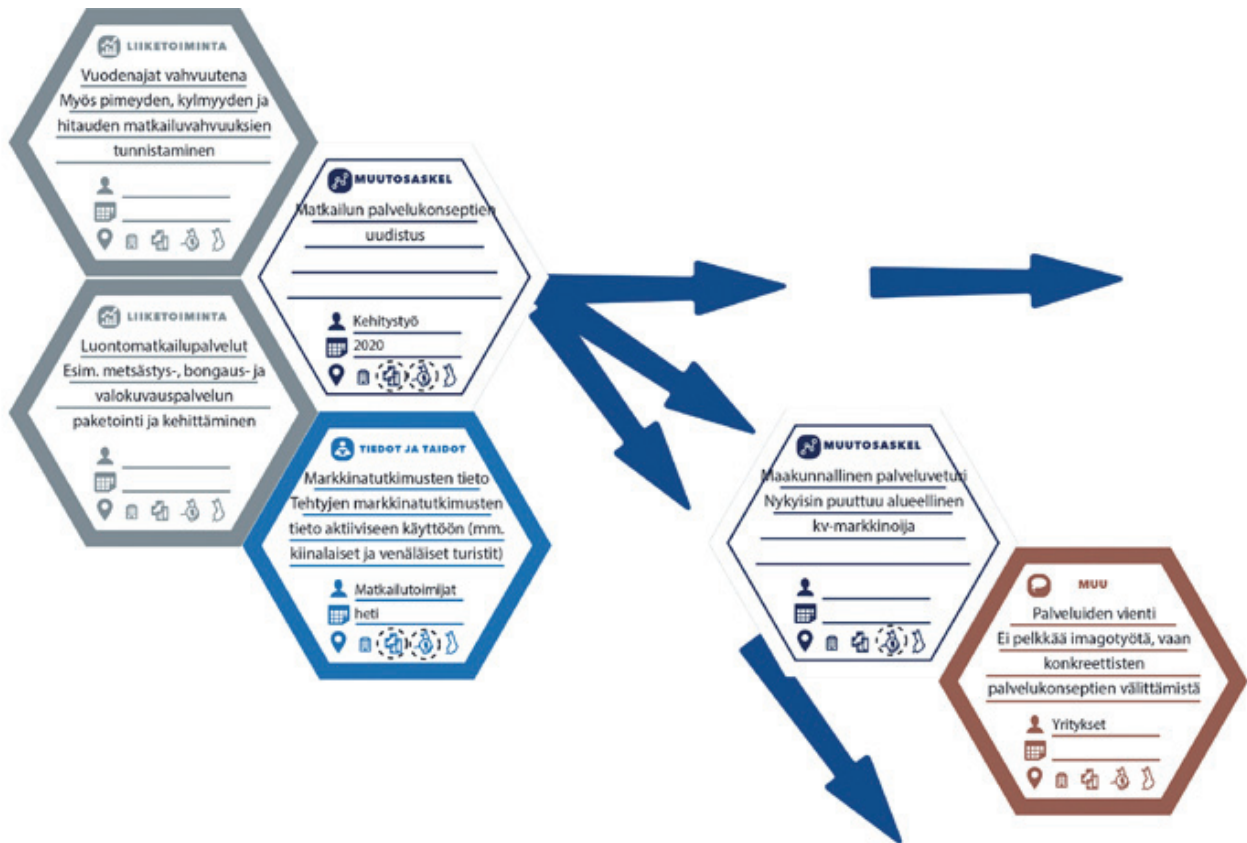 LIIKETOIMINTA
Vuodenajat vahvuutena
Myös pimeyden, kylmyyden ja
hitauden matkailuvahvuuksien
tunnistaminen
MUUTOSASKEL
Matkailun palvelukonseptien
uudistus
Kehitystyö
2020
LIIKETOIMINTA
Luontomatkailupalvelut
Esim. metsästys-, bongaus- ja
valokuvauspalvelun
paketointi ja kehittäminen
TIEDOT JA TAIDOT
Markkinatutkimusten tieto
Tehtyjen markkinatutkimusten
tieto aktiiviseen käyttöön (mm.
kiinalaiset ja venäläiset turistit)
Matkailutoimijat
heti
MUUTOSASKEL
Maakunnallinen palveluveturi
Nykyisin puuttuu alueellinen
kv-markkinoija
MUU
Palveluiden vienti
Ei pelkkää imagotyötä, vaan
konkreettisten
palvelukonseptien välittämistä
Yritykset